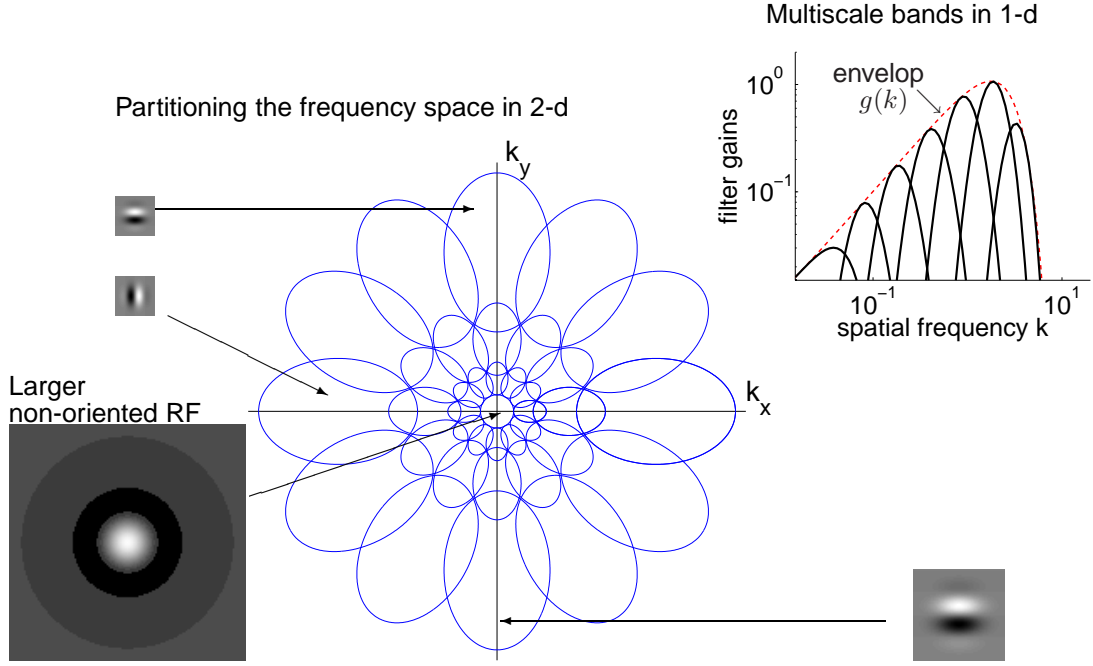 Multiscale bands in 1-d
Partitioning the frequency space in 2-d
envelop
g(k)
10^0
10^-1
filter gains
10^-1
10^1
spatial frequency k
k_y
k_x
Larger
non-oriented RF